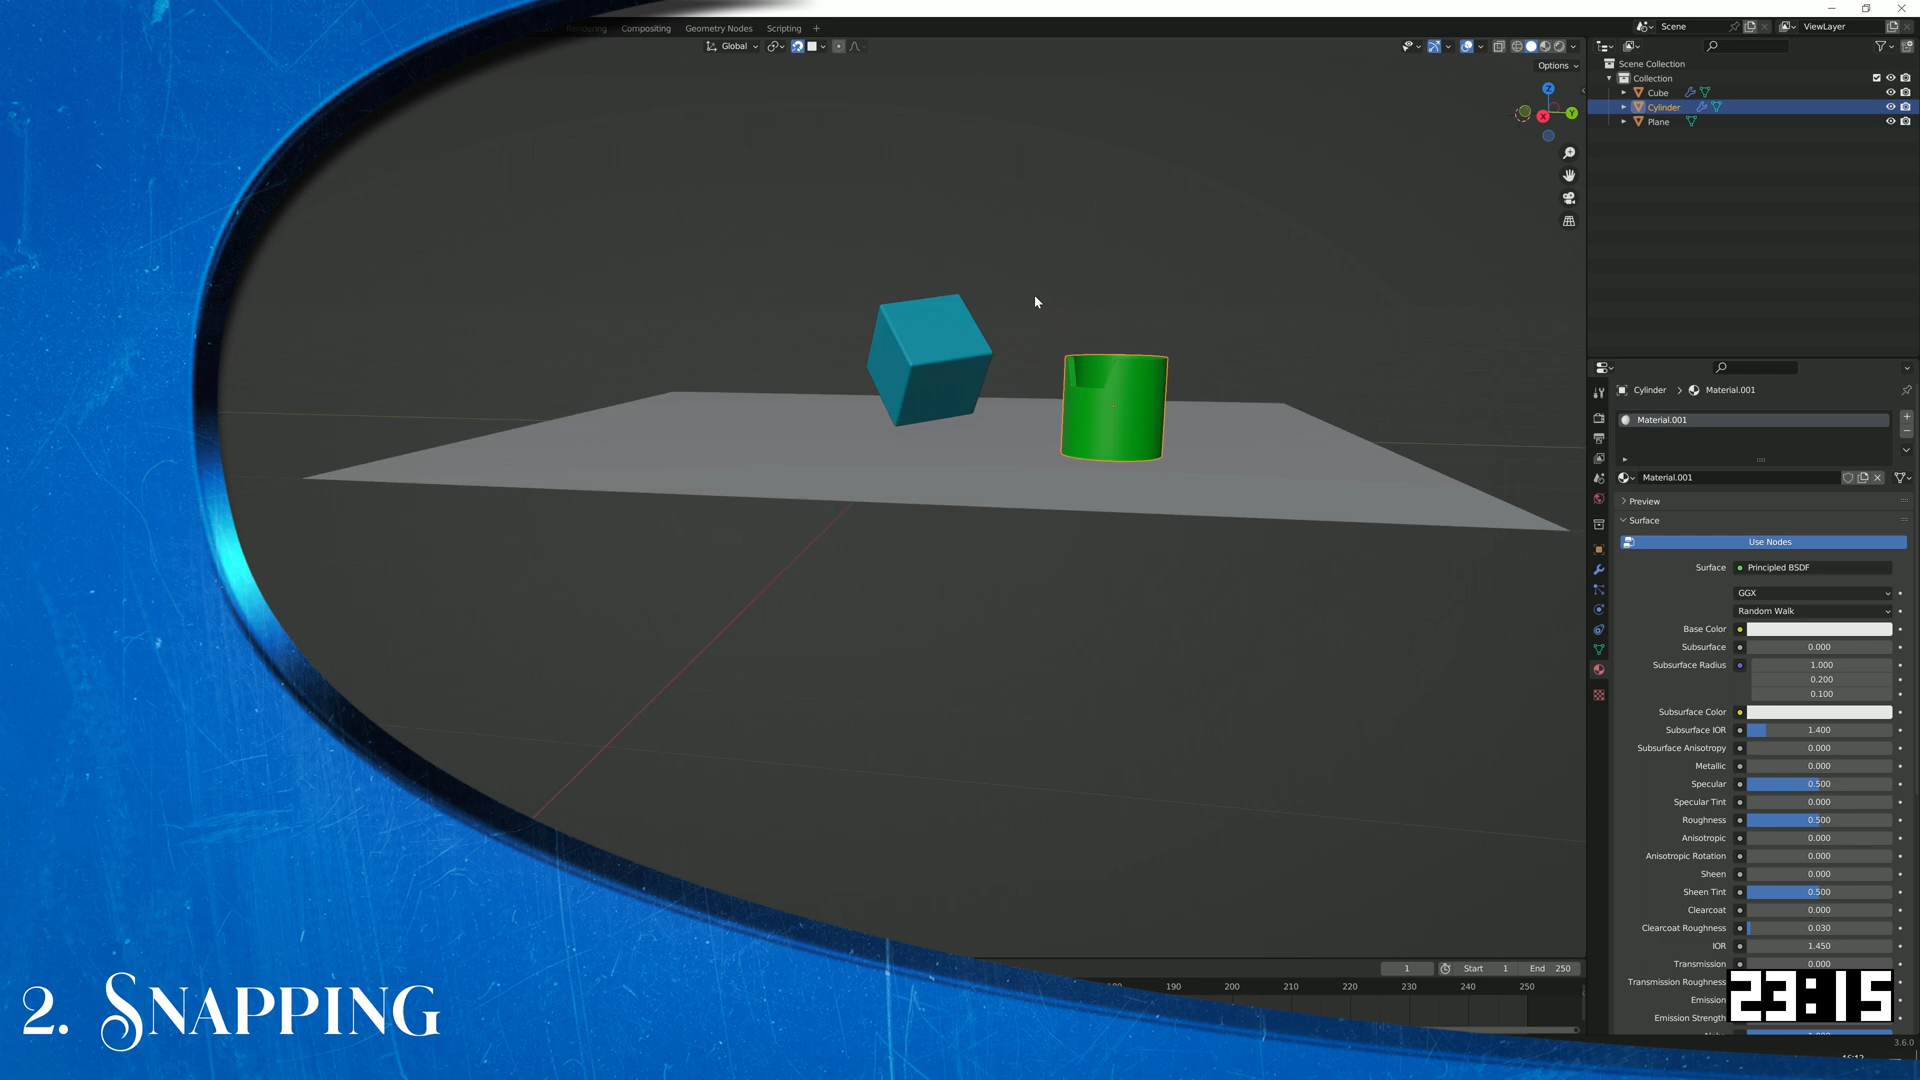 Rendering Compositing Geometry Nodes Scripting +
Scene ViewLayer
Global
Options
Z
Y
X
Scene Collection
Collection
Cube
Cylinder
Plane
Cylinder > Material.001
Material.001
Material.001
Preview
Surface
Use Nodes
Surface Principled BSDF
GGX
Random Walk
Base Color
Subsurface 0.000
Subsurface Radius 1.000
0.200
0.100
Subsurface Color
Subsurface IOR 1.400
Subsurface Anisotropy 0.000
Metallic 0.000
Specular 0.500
Specular Tint 0.000
Roughness 0.500
Anisotropic 0.000
Anisotropic Rotation 0.000
Sheen 0.000
Sheen Tint 0.500
Clearcoat 0.000
Clearcoat Roughness 0.030
IOR 1.450
Transmission 0.000
Transmission Roughness
Emission
Emission Strength
23:15
1 Start 1 End 250
190 200 210 220 230 240 250
3.6.0
2. Snapping